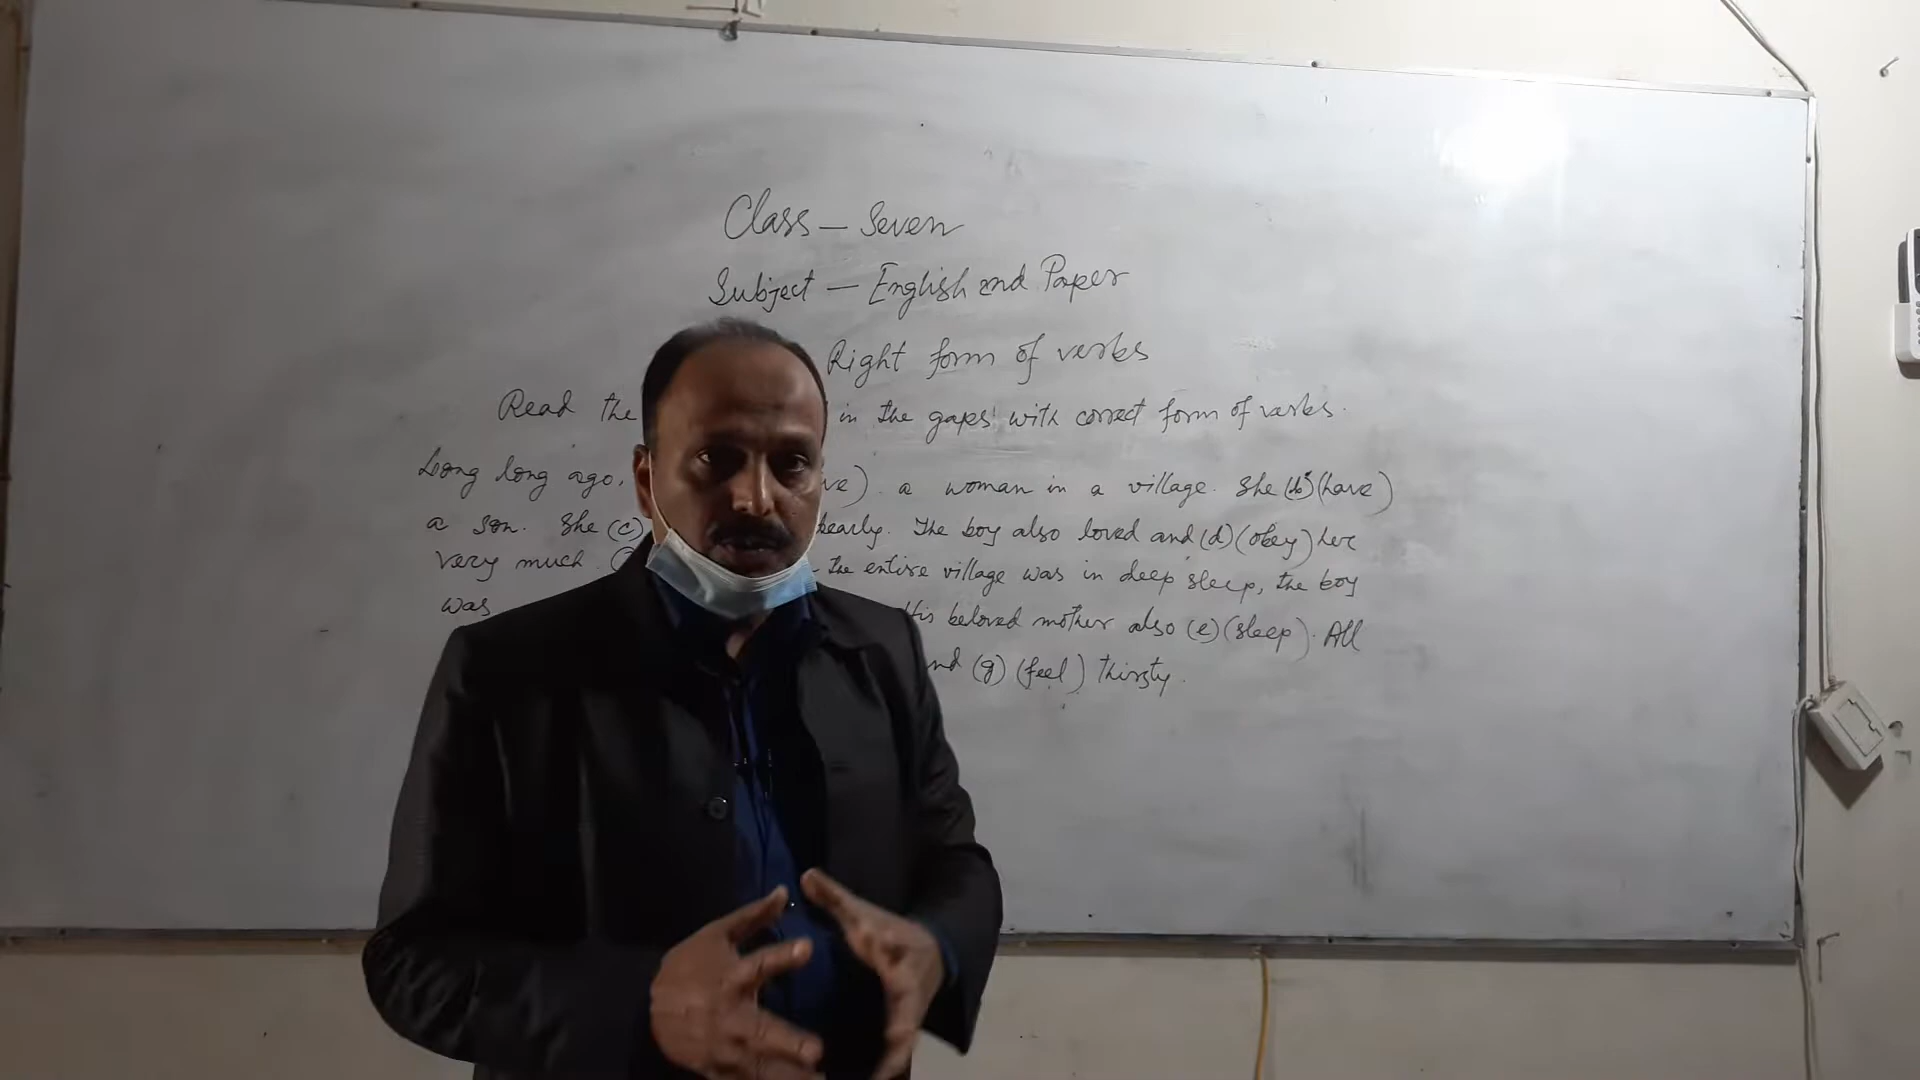 Class - Seven
Subject - English 2nd Paper
Right form of verbs
Read the in the gaps with correct form of verbs.
Long long ago, ve) a woman in a village. She (b) (have)
a son. She (c) dearly. The boy also loved and (d) (obey) her
very much. the entire village was in deep sleep, the boy
was His beloved mother also (e) (sleep). All
and (g) (feel) thirsty.